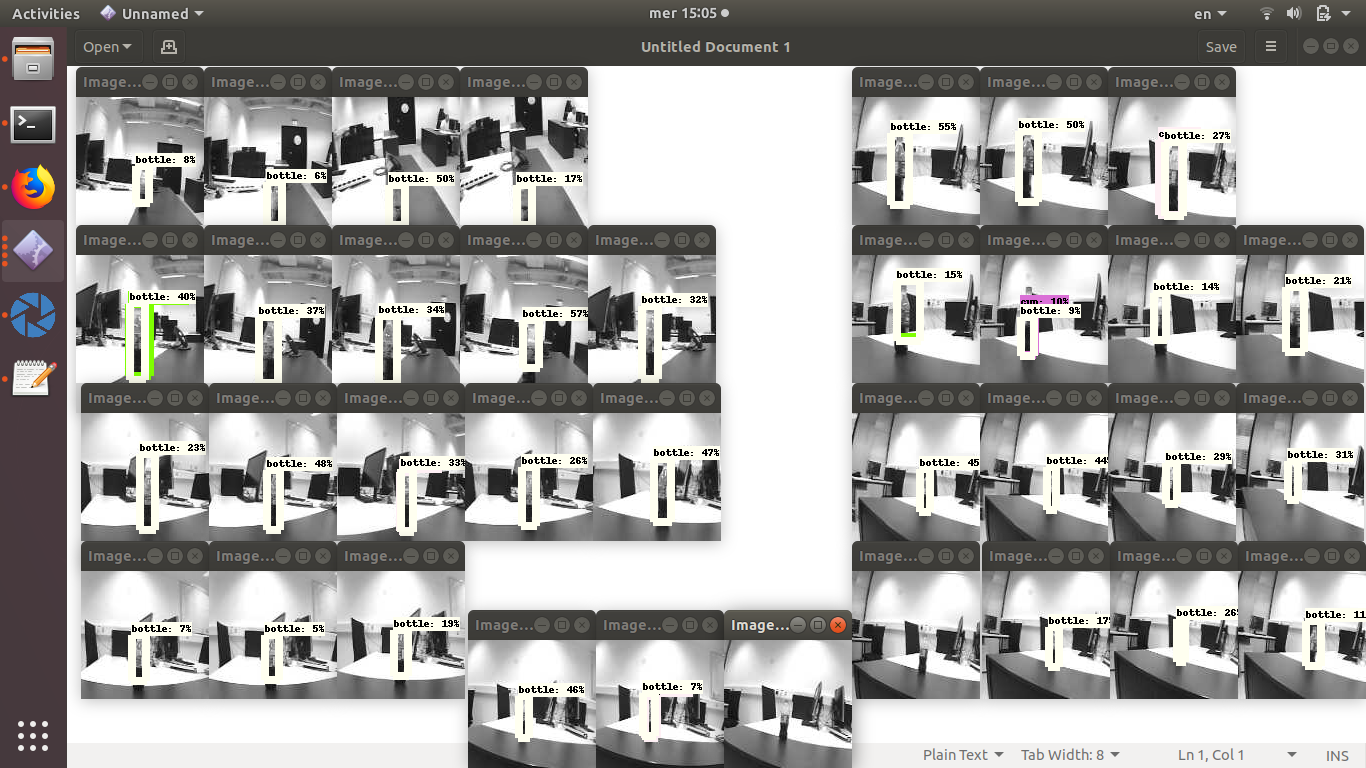 Activities Unnamed mer 15:05 en
Open Untitled Document 1 Save
Image... Image... Image... Image... Image... Image... Image...
bottle: 8% bottle: 6% bottle: 50% bottle: 17% bottle: 55% bottle: 50% bottle: 27%
Image... Image... Image... Image... Image... Image... Image... Image... Image...
bottle: 40% bottle: 37% bottle: 34% bottle: 57% bottle: 32% bottle: 15% cup: 10% bottle: 14% bottle: 21%
bottle: 9%
Image... Image... Image... Image... Image... Image... Image... Image... Image...
bottle: 23% bottle: 48% bottle: 33% bottle: 26% bottle: 47% bottle: 45 bottle: 44 bottle: 29% bottle: 31%
Image... Image... Image... Image... Image... Image... Image...
bottle: 7% bottle: 5% bottle: 19% bottle: 17 bottle: 26 bottle: 11
Image... Image... Image...
bottle: 46% bottle: 7%
Plain Text Tab Width: 8 Ln 1, Col 1 INS